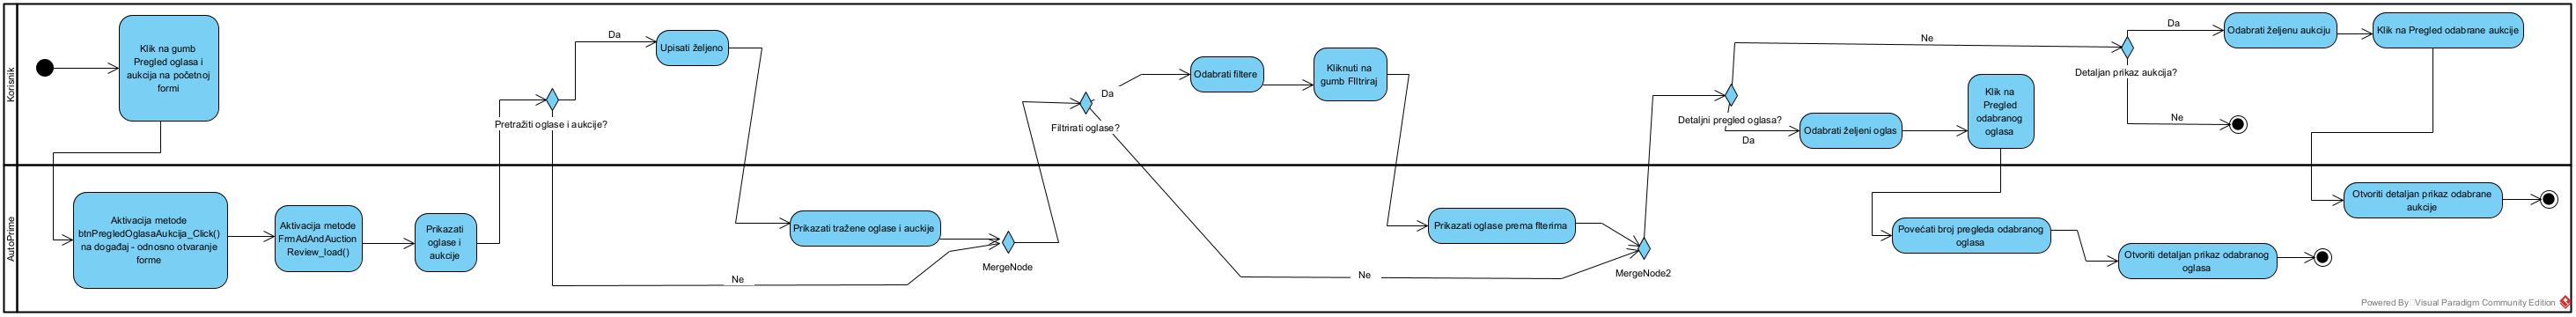 Korisnik
Klik na gumb
Pregled oglasa i
aukcija na početnoj
formi
Pretražiti oglase i aukcije?
Da
Upisati željeno
Filtrirati oglase?
Da
Odabrati filtere
Kliknuti na
gumb FIltriraj
Detaljni pregled oglasa?
Ne
Da
Odabrati željeni oglas
Klik na
Pregled
odabranog
oglasa
Detaljan prikaz aukcija?
Da
Ne
Odabrati željenu aukciju
Klik na Pregled odabrane aukcije
AutoPrime
Aktivacija metode
btnPregledOglasaAukcija_Click()
na događaj - odnosno otvaranje
forme
Aktivacija metode
FrmAdAndAuction
Review_load()
Prikazati
oglase i
aukcije
Ne
Prikazati tražene oglase i auckije
MergeNode
Ne
Prikazati oglase prema fIterima
MergeNode2
Povećati broj pregleda odabranog
oglasa
Otvoriti detaljan prikaz odabranog
oglasa
Otvoriti detaljan prikaz odabrane
aukcije
Powered By Visual Paradigm Community Edition